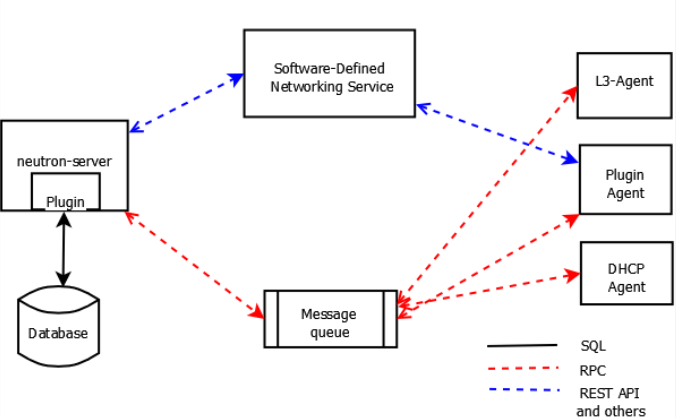 Software-Defined
Networking Service
L3-Agent
neutron-server
Plugin
Plugin
Agent
DHCP
Agent
Database
Message
queue
SQL
RPC
REST API
and others